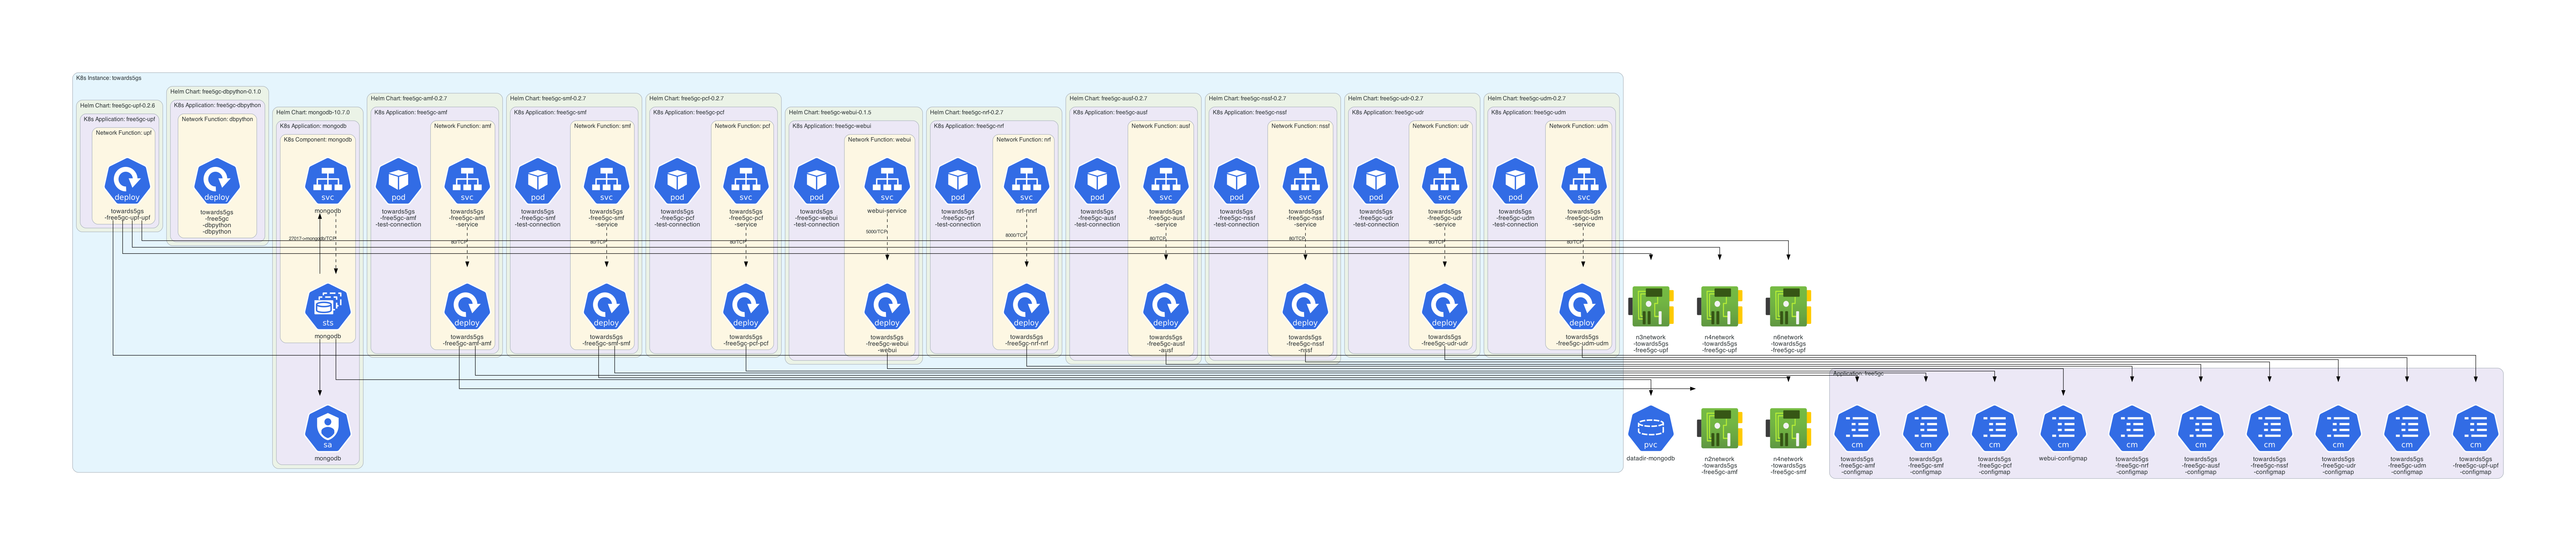 K8s Instance: towards5gs
Helm Chart: free5gc-upf-0.2.6
K8s Application: free5gc-upf
Network Function: upf
deploy
towards5gs
-free5gc-upf-upf
Helm Chart: free5gc-dbpython-0.1.0
K8s Application: free5gc-dbpython
Network Function: dbpython
deploy
towards5gs
-free5gc
-dbpython
-dbpython
Helm Chart: mongodb-10.7.0
K8s Application: mongodb
K8s Component: mongodb
svc
mongodb
27017->mongodb/TCP
sts
mongodb
sa
mongodb
Helm Chart: free5gc-smf-0.2.7
K8s Application: free5gc-amf
pod
towards5gs
-free5gc-amf
-test-connection
Network Function: amf
svc
towards5gs
-free5gc-amf
-service
80/TCP
deploy
towards5gs
-free5gc-amf-amf
Helm Chart: free5gc-smf-0.2.7
K8s Application: free5gc-smf
pod
towards5gs
-free5gc-smf
-test-connection
Network Function: smf
svc
towards5gs
-free5gc-smf
-service
80/TCP
deploy
towards5gs
-free5gc-smf-smf
Helm Chart: free5gc-pcf-0.2.7
K8s Application: free5gc-pcf
pod
towards5gs
-free5gc-pcf
-test-connection
Network Function: pcf
svc
towards5gs
-free5gc-pcf
-service
80/TCP
deploy
towards5gs
-free5gc-pcf-pcf
Helm Chart: free5gc-webui-0.1.5
K8s Application: free5gc-webui
pod
towards5gs
-free5gc-webui
-test-connection
Network Function: webui
svc
webui-service
5000/TCP
deploy
towards5gs
-free5gc-webui
-webui
Helm Chart: free5gc-nrf-0.2.7
K8s Application: free5gc-nrf
pod
towards5gs
-free5gc-nrf
-test-connection
Network Function: nrf
svc
nrf-nnrf
8000/TCP
deploy
towards5gs
-free5gc-nrf-nrf
Helm Chart: free5gc-ausf-0.2.7
K8s Application: free5gc-ausf
pod
towards5gs
-free5gc-ausf
-test-connection
Network Function: ausf
svc
towards5gs
-free5gc-ausf
-service
80/TCP
deploy
towards5gs
-free5gc-ausf
-ausf
Helm Chart: free5gc-nssf-0.2.7
K8s Application: free5gc-nssf
pod
towards5gs
-free5gc-nssf
-test-connection
Network Function: nssf
svc
towards5gs
-free5gc-nssf
-service
80/TCP
deploy
towards5gs
-free5gc-nssf
-nssf
Helm Chart: free5gc-udr-0.2.7
K8s Application: free5gc-udr
pod
towards5gs
-free5gc-udr
-test-connection
Network Function: udr
svc
towards5gs
-free5gc-udr
-service
80/TCP
deploy
towards5gs
-free5gc-udr-udr
Helm Chart: free5gc-udm-0.2.7
K8s Application: free5gc-udm
pod
towards5gs
-free5gc-udm
-test-connection
Network Function: udm
svc
towards5gs
-free5gc-udm
-service
80/TCP
deploy
towards5gs
-free5gc-udm-udm
n3network
-towards5gs
-free5gc-upf
n4network
-towards5gs
-free5gc-upf
n6network
-towards5gs
-free5gc-upf
pvc
datadir-mongodb
n2network
-towards5gs
-free5gc-amf
n4network
-towards5gs
-free5gc-smf
Application: free5gc
cm
towards5gs
-free5gc-amf
-configmap
cm
towards5gs
-free5gc-smf
-configmap
cm
towards5gs
-free5gc-pcf
-configmap
cm
webui-configmap
cm
towards5gs
-free5gc-nrf
-configmap
cm
towards5gs
-free5gc-ausf
-configmap
cm
towards5gs
-free5gc-nssf
-configmap
cm
towards5gs
-free5gc-udr
-configmap
cm
towards5gs
-free5gc-udm
-configmap
cm
towards5gs
-free5gc-upf-upf
-configmap